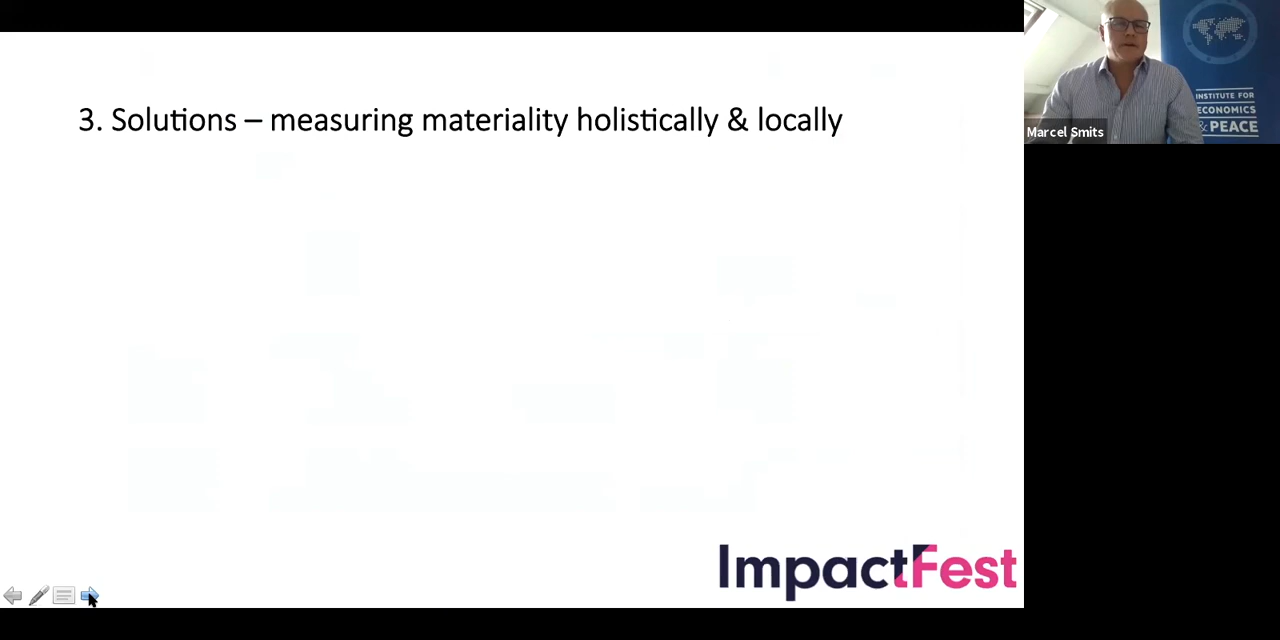 3. Solutions – measuring materiality holistically & locally
Marcel Smits
INSTITUTE FOR
ECONOMICS
& PEACE
ImpactFest